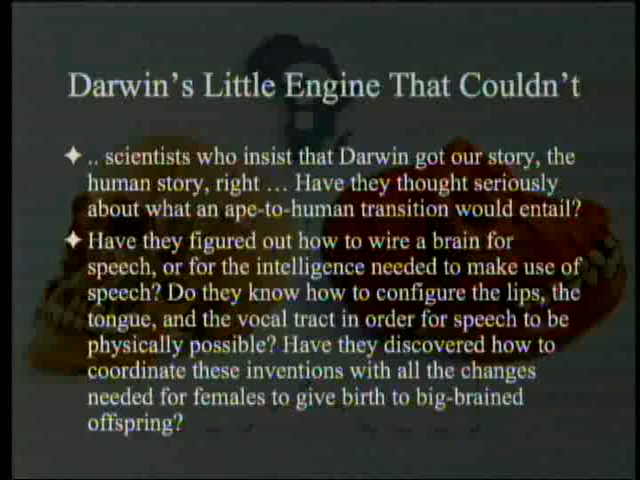 Darwin's Little Engine That Couldn't
.. scientists who insist that Darwin got our story, the
human story, right … Have they thought seriously
about what an ape-to-human transition would entail?
Have they figured out how to wire a brain for
speech, or for the intelligence needed to make use of
speech? Do they know how to configure the lips, the
tongue, and the vocal tract in order for speech to be
physically possible? Have they discovered how to
coordinate these inventions with all the changes
needed for females to give birth to big-brained
offspring?